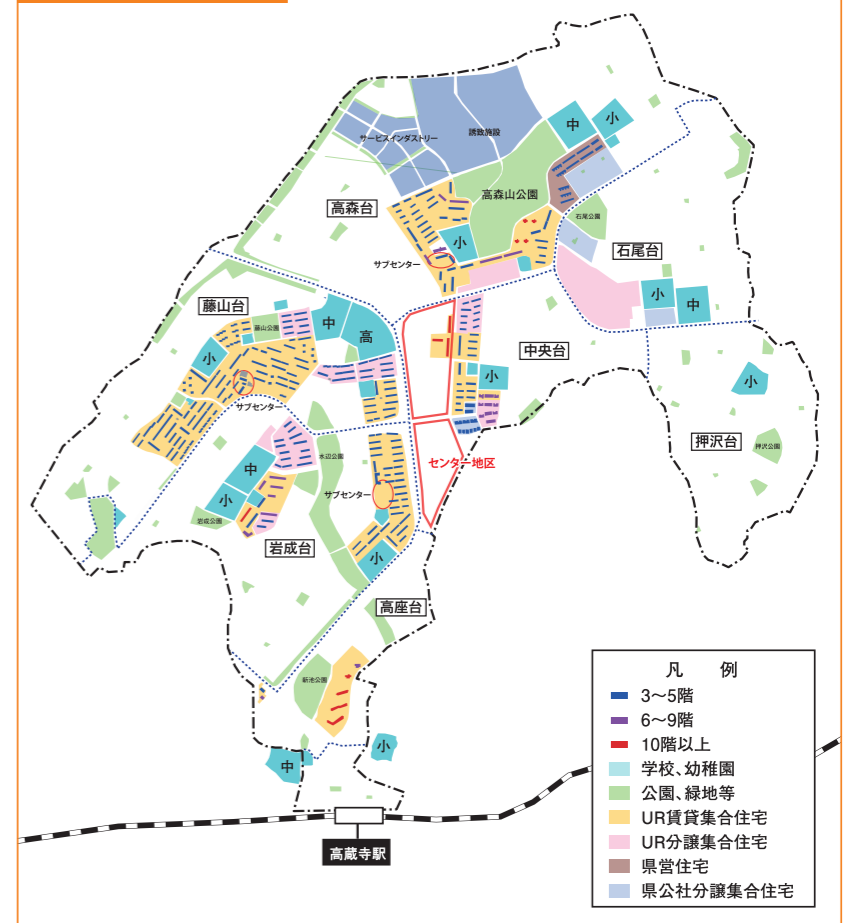 サービスインダストリー
誘致施設
中
小
高森山公園
高森台
小
石尾公園
石尾台
サブセンター
小
中
藤山台
藤山公園
中
高
小
中央台
小
小
サブセンター
押沢台
押沢公園
水辺公園
センター地区
中
サブセンター
小
岩成公園
岩成台
小
高座台
新池公園
小
中
高蔵寺駅
凡 例
3〜5階
6〜9階
10階以上
学校、幼稚園
公園、緑地等
UR賃貸集合住宅
UR分譲集合住宅
県営住宅
県公社分譲集合住宅